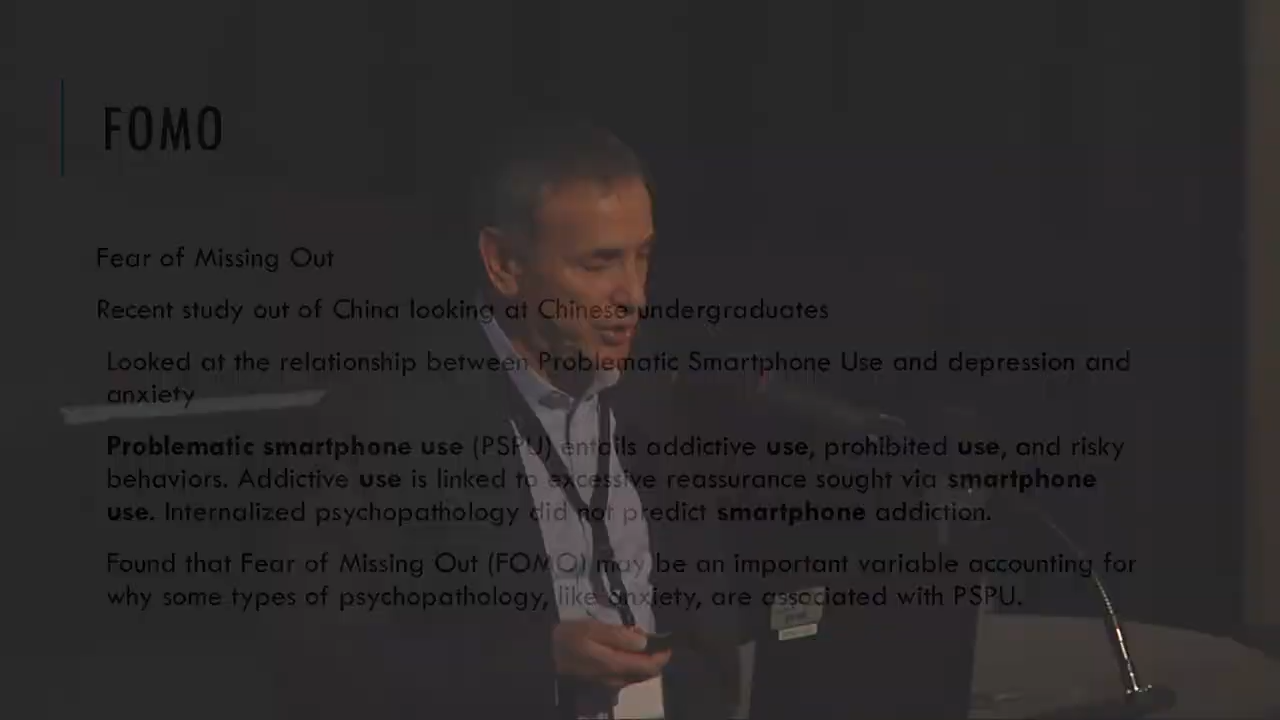 FOMO
Fear of Missing Out
Recent study out of China looking at Chinese undergraduates
Looked at the relationship between Problematic Smartphone Use and depression and
anxiety
Problematic smartphone use (PSPU) entails addictive use, prohibited use, and risky
behaviors. Addictive use is linked to excessive reassurance sought via smartphone
use. Internalized psychopathology did not predict smartphone addiction.
Found that Fear of Missing Out (FOMO) may be an important variable accounting for
why some types of psychopathology, like anxiety, are associated with PSPU.